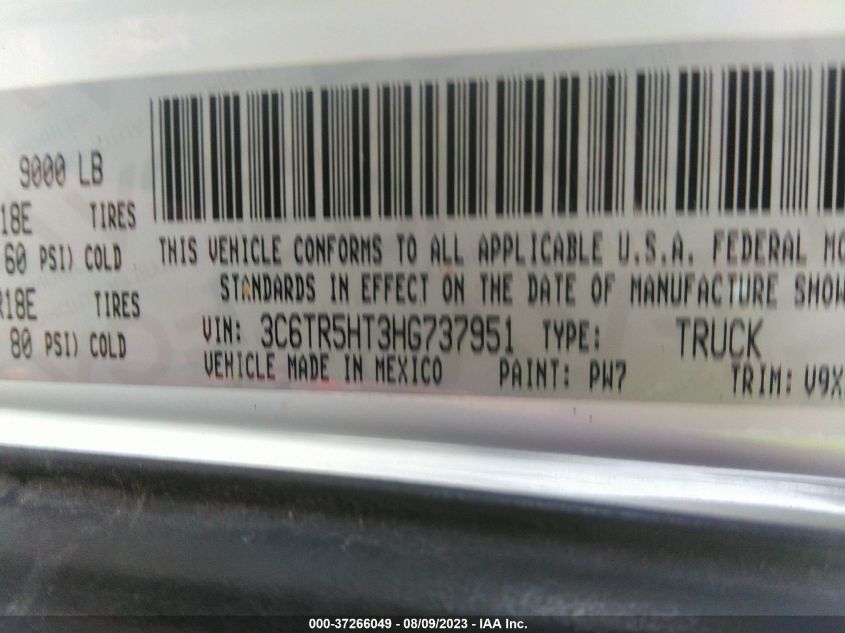 9000 LB
18E TIRES
60 PSI) COLD
R18E TIRES
80 PSI) COLD
THIS VEHICLE CONFORMS TO ALL APPLICABLE U.S.A. FEDERAL MO
STANDARDS IN EFFECT ON THE DATE OF MANUFACTURE SHOW
VIN: 3C6TR5HT3HG737951 TYPE: TRUCK
VEHICLE MADE IN MEXICO PAINT: PW7 TRIM: V9X
000-37266049 - 08/09/2023 - IAA Inc.